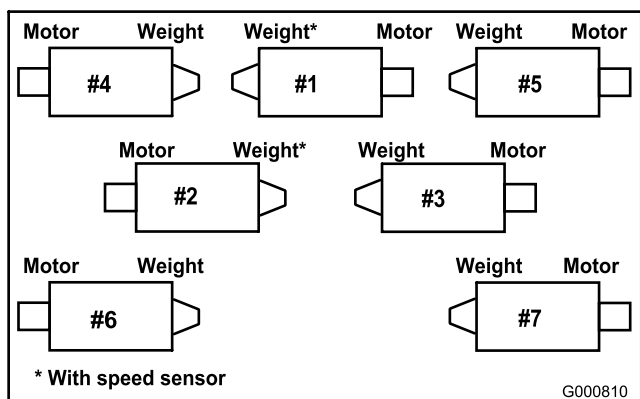 Motor Weight Weight* Motor Weight Motor
#4 #1 #5
Motor Weight* Weight Motor
#2 #3
Motor Weight Weight Motor
#6 #7
* With speed sensor
G000810